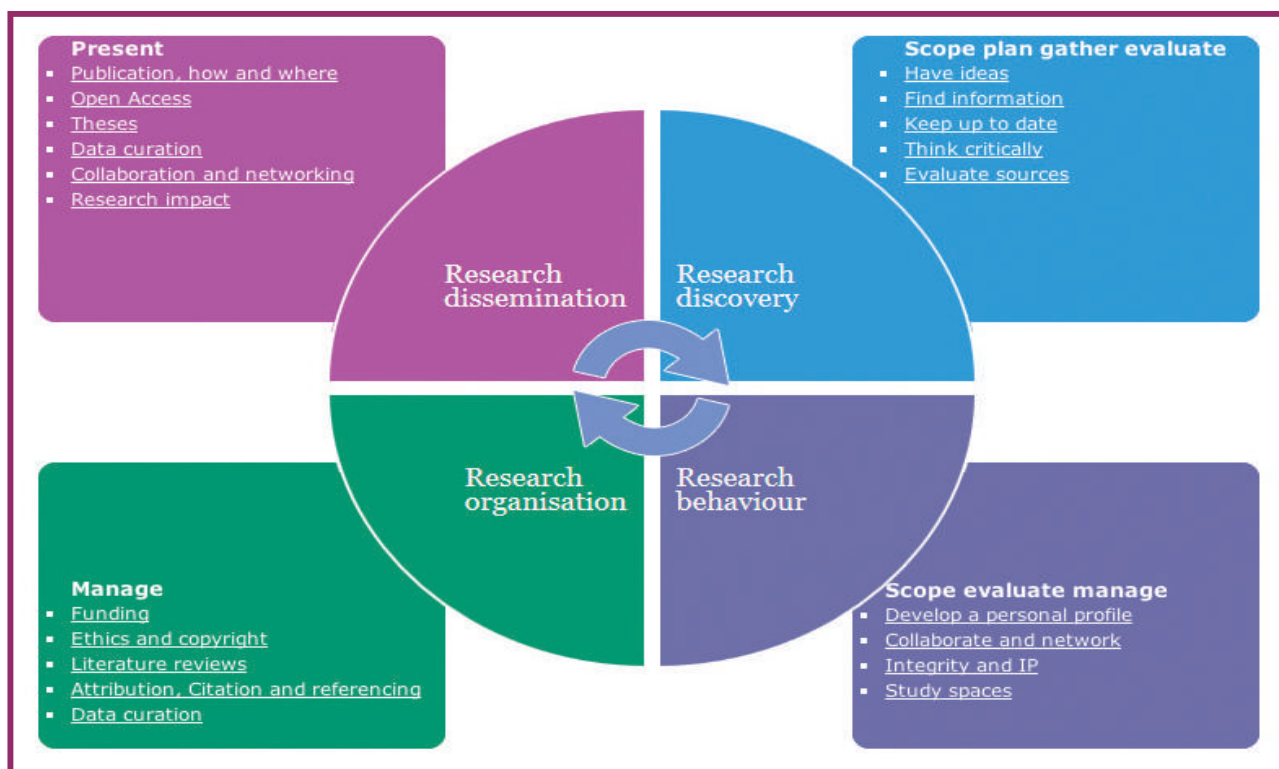 Present
Publication, how and where
Open Access
Theses
Data curation
Collaboration and networking
Research impact
Scope plan gather evaluate
Have ideas
Find information
Keep up to date
Think critically
Evaluate sources
Research
dissemination
Research
discovery
Research
organisation
Research
behaviour
Manage
Funding
Ethics and copyright
Literature reviews
Attribution, Citation and referencing
Data curation
Scope evaluate manage
Develop a personal profile
Collaborate and network
Integrity and IP
Study spaces